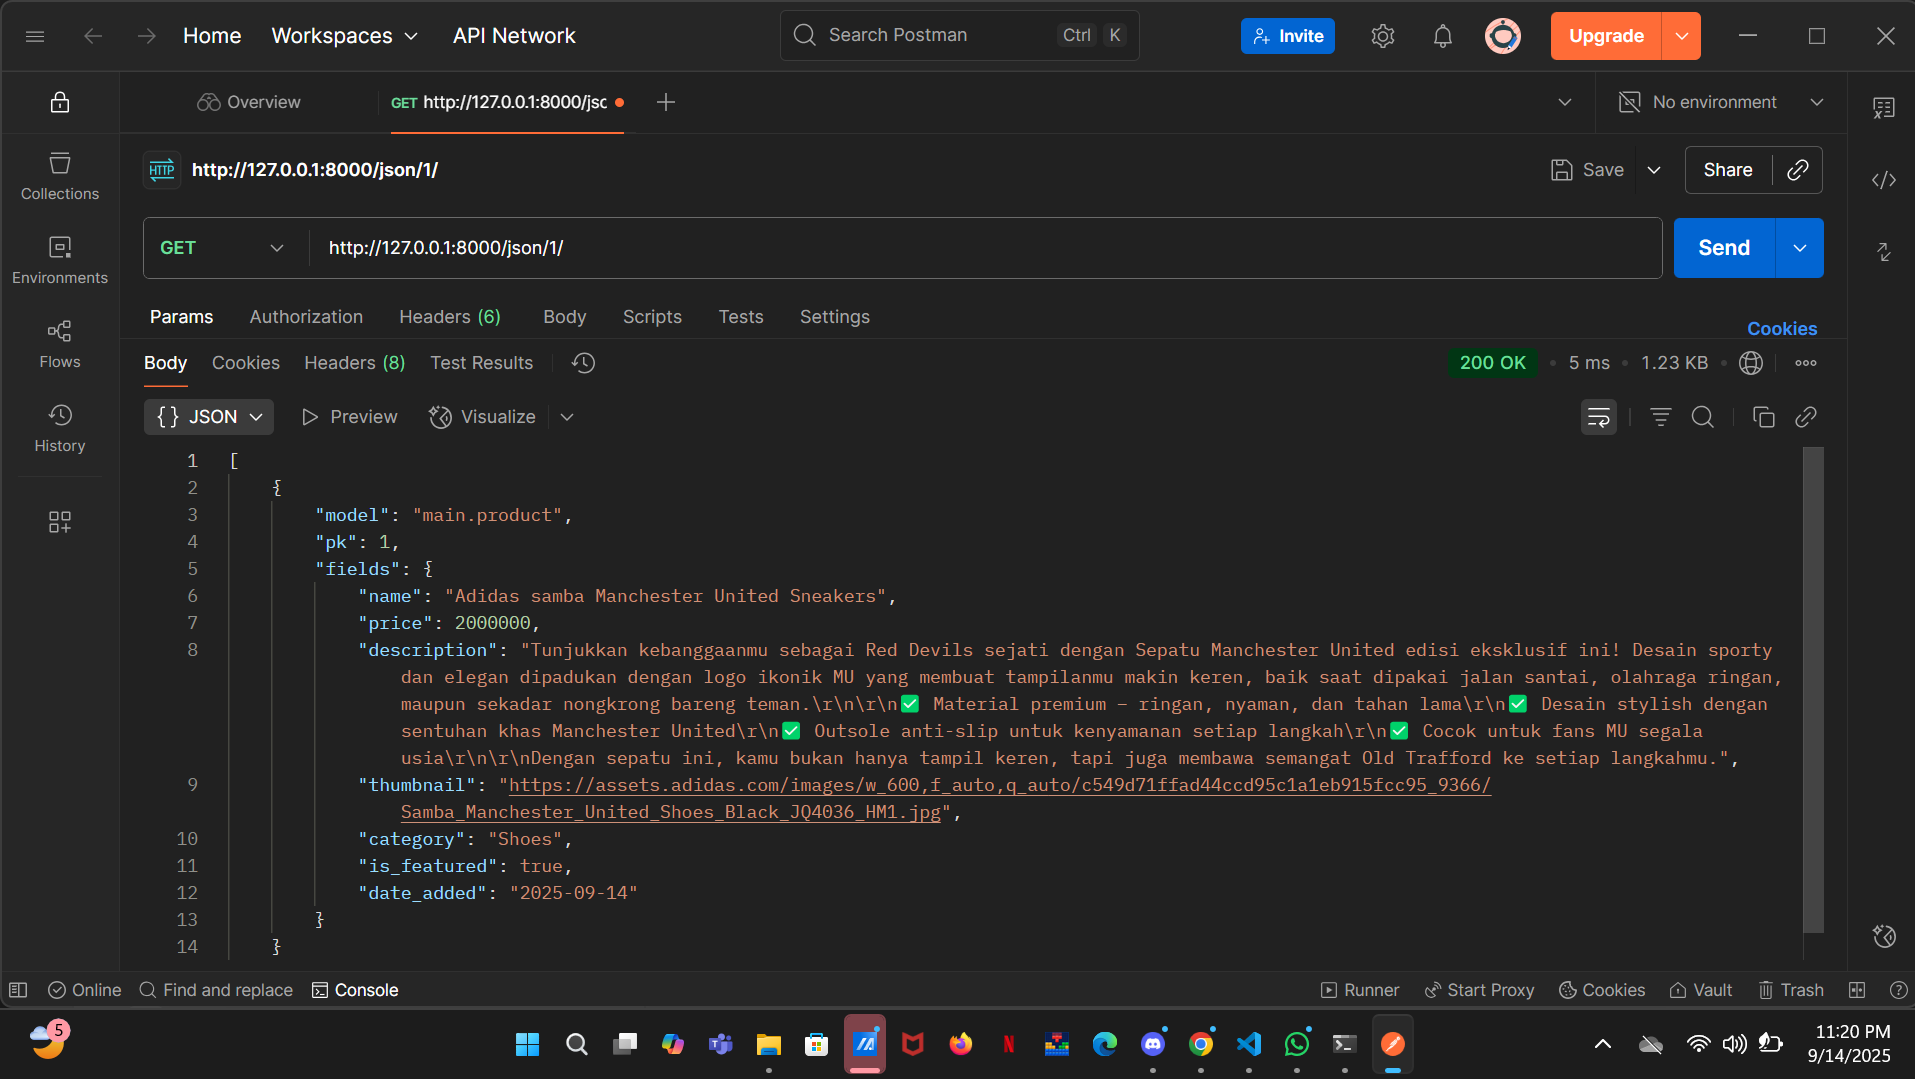 Home
Workspaces
API Network
Search Postman
Ctrl K
Invite
Upgrade
Overview
GET http://127.0.0.1:8000/jsc
No environment
HTTP http://127.0.0.1:8000/json/1/
Save
Share
Collections
Environments
Flows
History
GET
http://127.0.0.1:8000/json/1/
Send
Params
Authorization
Headers (6)
Body
Scripts
Tests
Settings
Cookies
Body
Cookies
Headers (8)
Test Results
200 OK
5 ms
1.23 KB
{ } JSON
Preview
Visualize
1 [
2 {
3 "model": "main.product",
4 "pk": 1,
5 "fields": {
6 "name": "Adidas samba Manchester United Sneakers",
7 "price": 2000000,
8 "description": "Tunjukkan kebanggaanmu sebagai Red Devils sejati dengan Sepatu Manchester United edisi eksklusif ini! Desain sporty
dan elegan dipadukan dengan logo ikonik MU yang membuat tampilanmu makin keren, baik saat dipakai jalan santai, olahraga ringan,
maupun sekadar nongkrong bareng teman.\r\n\r\n✅ Material premium – ringan, nyaman, dan tahan lama\r\n✅ Desain stylish dengan
sentuhan khas Manchester United\r\n✅ Outsole anti-slip untuk kenyamanan setiap langkah\r\n✅ Cocok untuk fans MU segala
usia\r\n\r\nDengan sepatu ini, kamu bukan hanya tampil keren, tapi juga membawa semangat Old Trafford ke setiap langkahmu.",
9 "thumbnail": "https://assets.adidas.com/images/w_600,f_auto,q_auto/c549d71ffad44ccd95c1a1eb915fcc95_9366/
Samba_Manchester_United_Shoes_Black_JQ4036_HM1.jpg",
10 "category": "Shoes",
11 "is_featured": true,
12 "date_added": "2025-09-14"
13 }
14 }
Online
Find and replace
Console
Runner
Start Proxy
Cookies
Vault
Trash
5
11:20 PM
9/14/2025